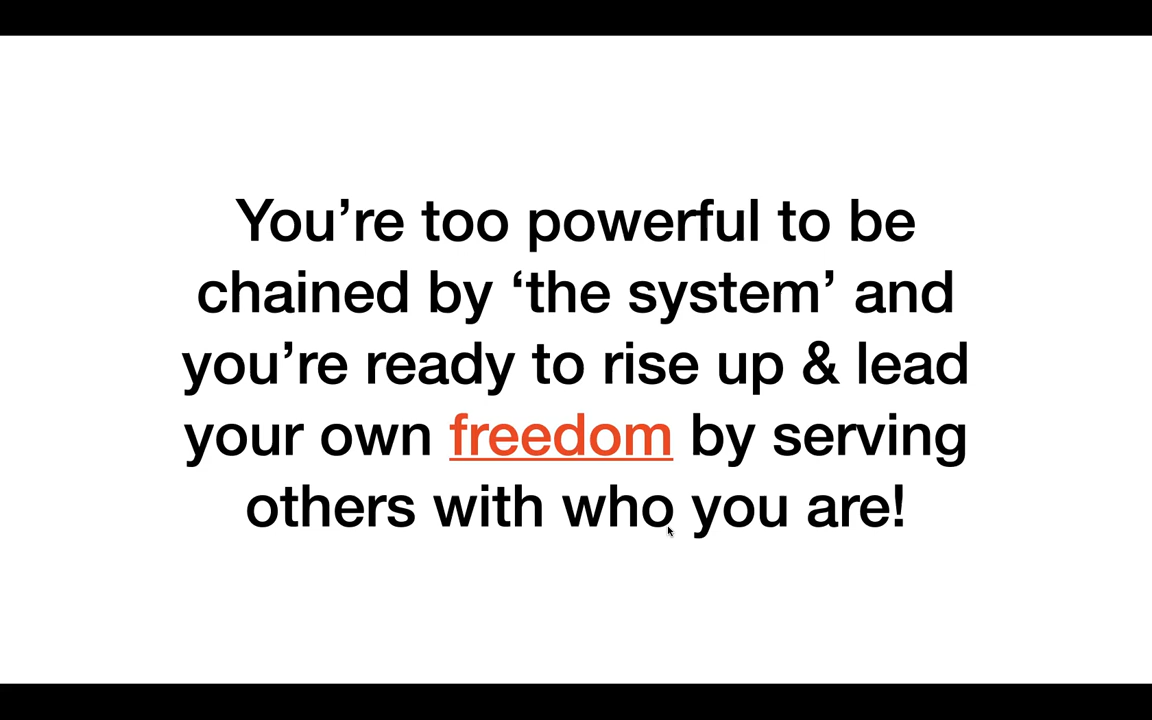 You’re too powerful to be
chained by ‘the system’ and
you’re ready to rise up & lead
your own freedom by serving
others with who you are!